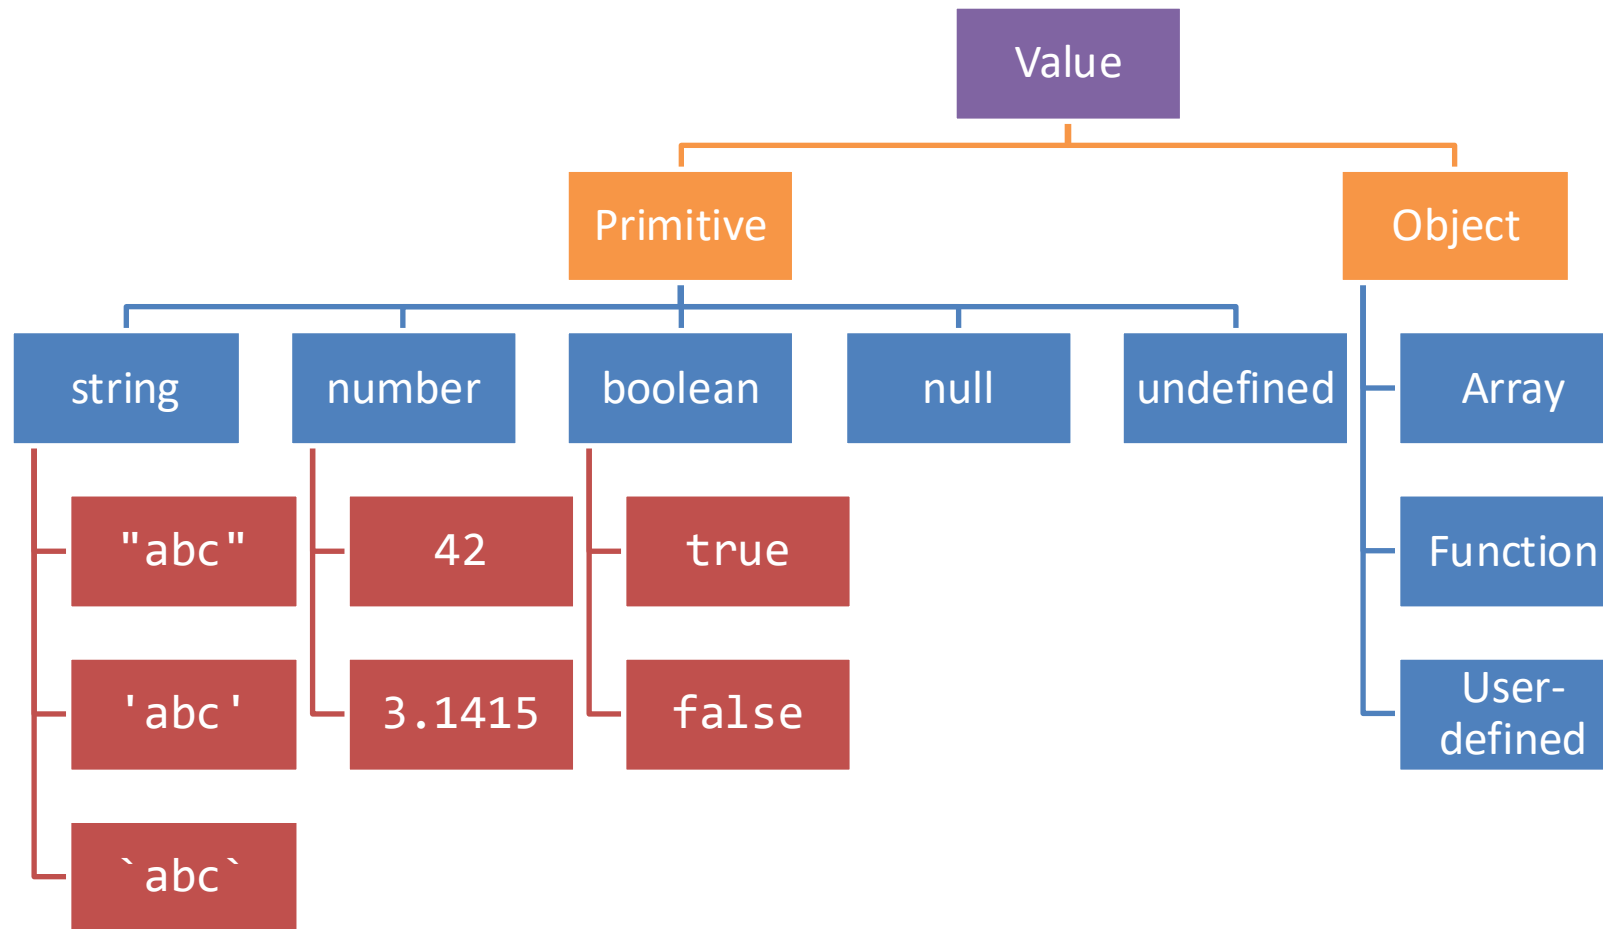 Value
Primitive
Object
string
number
boolean
null
undefined
Array
"abc"
42
true
Function
'abc'
3.1415
false
User-
defined
`abc`